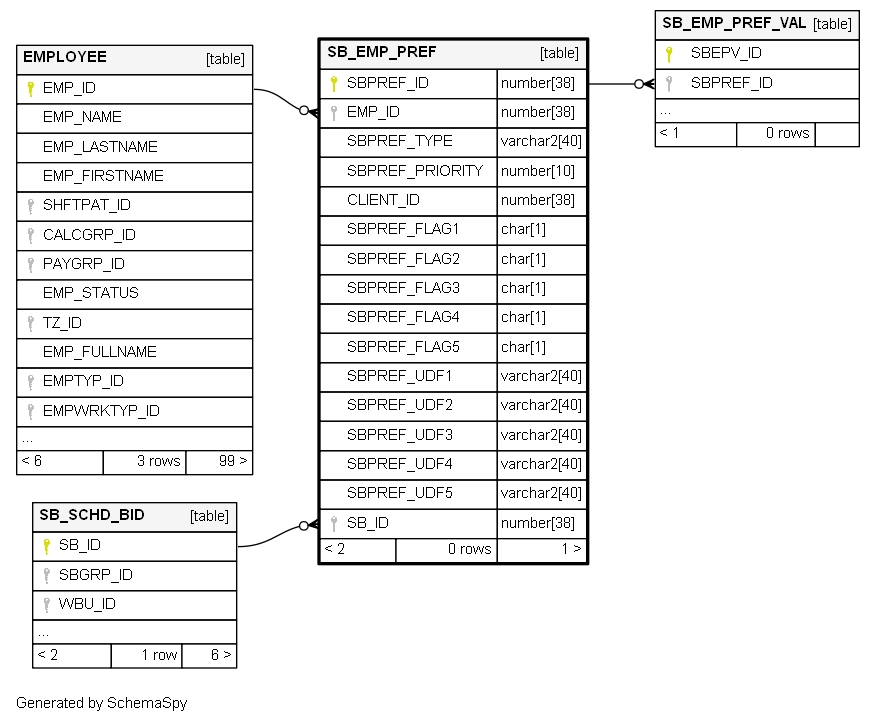 EMPLOYEE [table]
EMP_ID
EMP_NAME
EMP_LASTNAME
EMP_FIRSTNAME
SHFTPAT_ID
CALCGRP_ID
PAYGRP_ID
EMP_STATUS
TZ_ID
EMP_FULLNAME
EMPTYP_ID
EMPWRKTYP_ID
...
< 6 3 rows 99 >
SB_SCHD_BID [table]
SB_ID
SBGRP_ID
WBU_ID
...
< 2 1 row 6 >
SB_EMP_PREF [table]
SBPREF_ID number[38]
EMP_ID number[38]
SBPREF_TYPE varchar2[40]
SBPREF_PRIORITY number[10]
CLIENT_ID number[38]
SBPREF_FLAG1 char[1]
SBPREF_FLAG2 char[1]
SBPREF_FLAG3 char[1]
SBPREF_FLAG4 char[1]
SBPREF_FLAG5 char[1]
SBPREF_UDF1 varchar2[40]
SBPREF_UDF2 varchar2[40]
SBPREF_UDF3 varchar2[40]
SBPREF_UDF4 varchar2[40]
SBPREF_UDF5 varchar2[40]
SB_ID number[38]
< 2 0 rows 1 >
SB_EMP_PREF_VAL [table]
SBEPV_ID
SBPREF_ID
...
< 1 0 rows
Generated by SchemaSpy